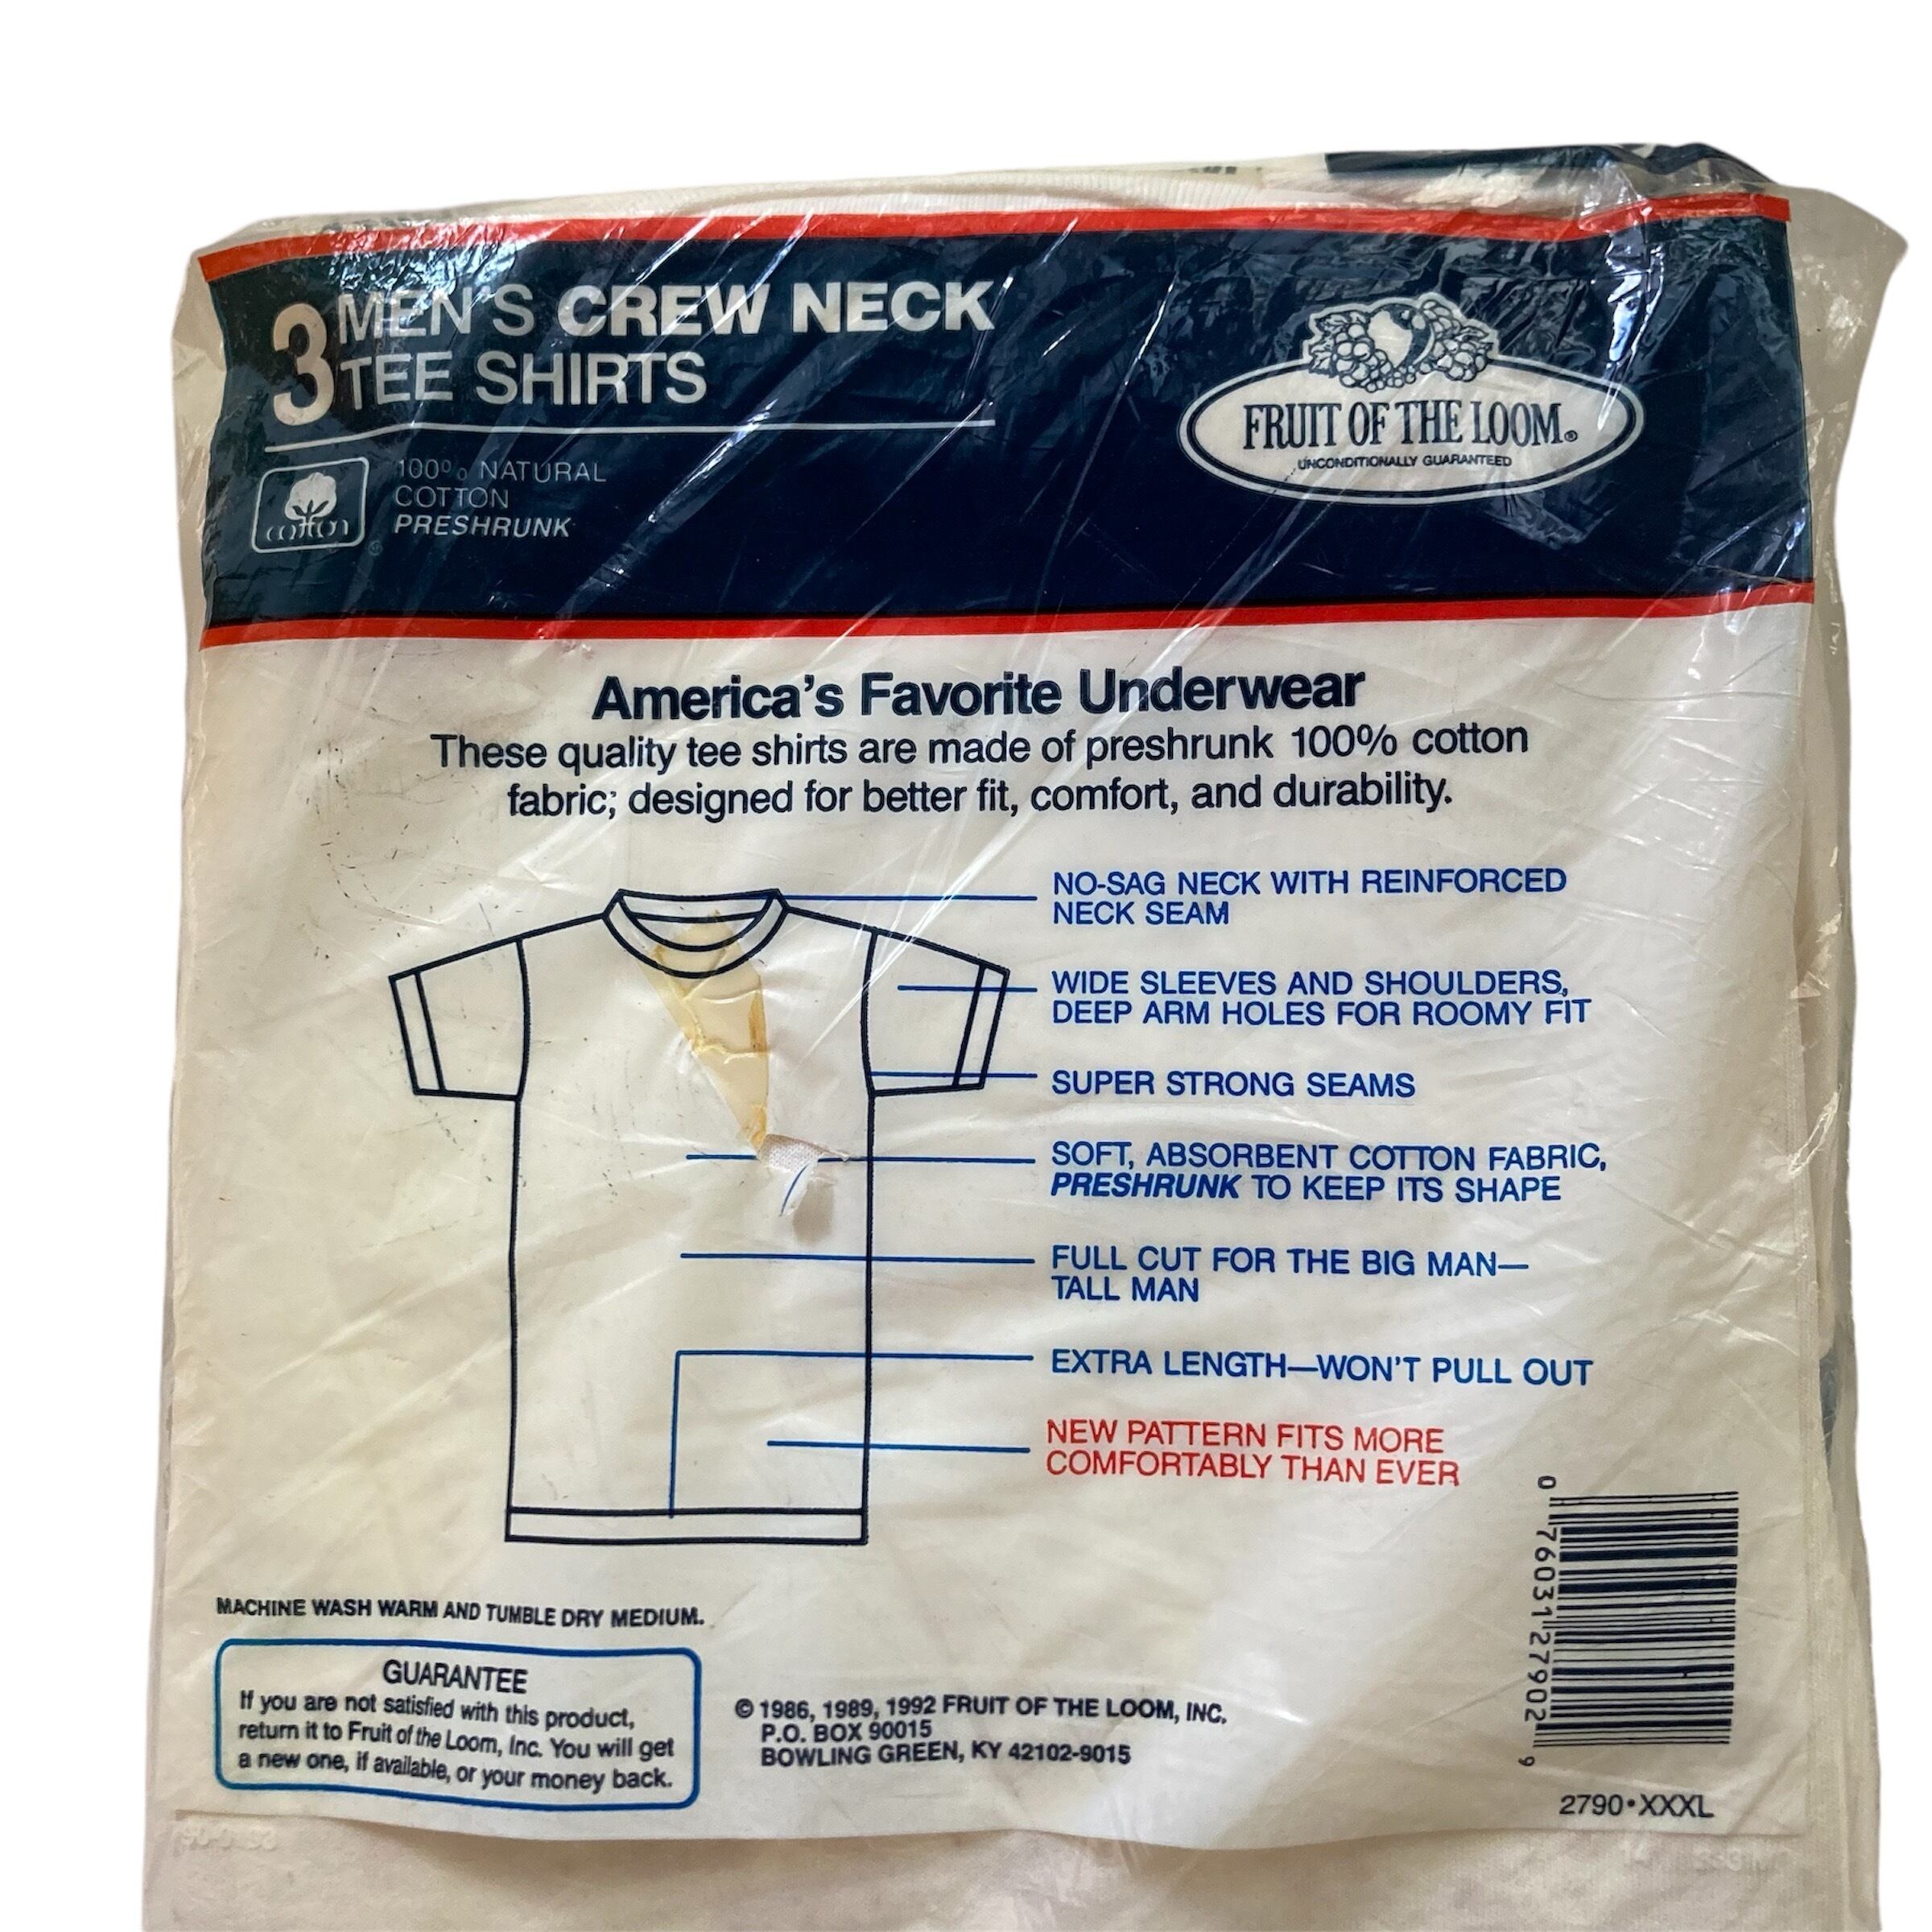 3 MEN'S CREW NECK
TEE SHIRTS
cotton
100% NATURAL
COTTON
PRESHRUNK
FRUIT OF THE LOOM®
UNCONDITIONALLY GUARANTEED
America's Favorite Underwear
These quality tee shirts are made of preshrunk 100% cotton
fabric; designed for better fit, comfort, and durability.
NO-SAG NECK WITH REINFORCED
NECK SEAM
WIDE SLEEVES AND SHOULDERS,
DEEP ARM HOLES FOR ROOMY FIT
SUPER STRONG SEAMS
SOFT, ABSORBENT COTTON FABRIC,
PRESHRUNK TO KEEP ITS SHAPE
FULL CUT FOR THE BIG MAN—
TALL MAN
EXTRA LENGTH—WON'T PULL OUT
NEW PATTERN FITS MORE
COMFORTABLY THAN EVER
MACHINE WASH WARM AND TUMBLE DRY MEDIUM.
GUARANTEE
If you are not satisfied with this product,
return it to Fruit of the Loom, Inc. You will get
a new one, if available, or your money back.
© 1986, 1989, 1992 FRUIT OF THE LOOM, INC.
P.O. BOX 90015
BOWLING GREEN, KY 42102-9015
0 76031 27902 9
2790•XXXL